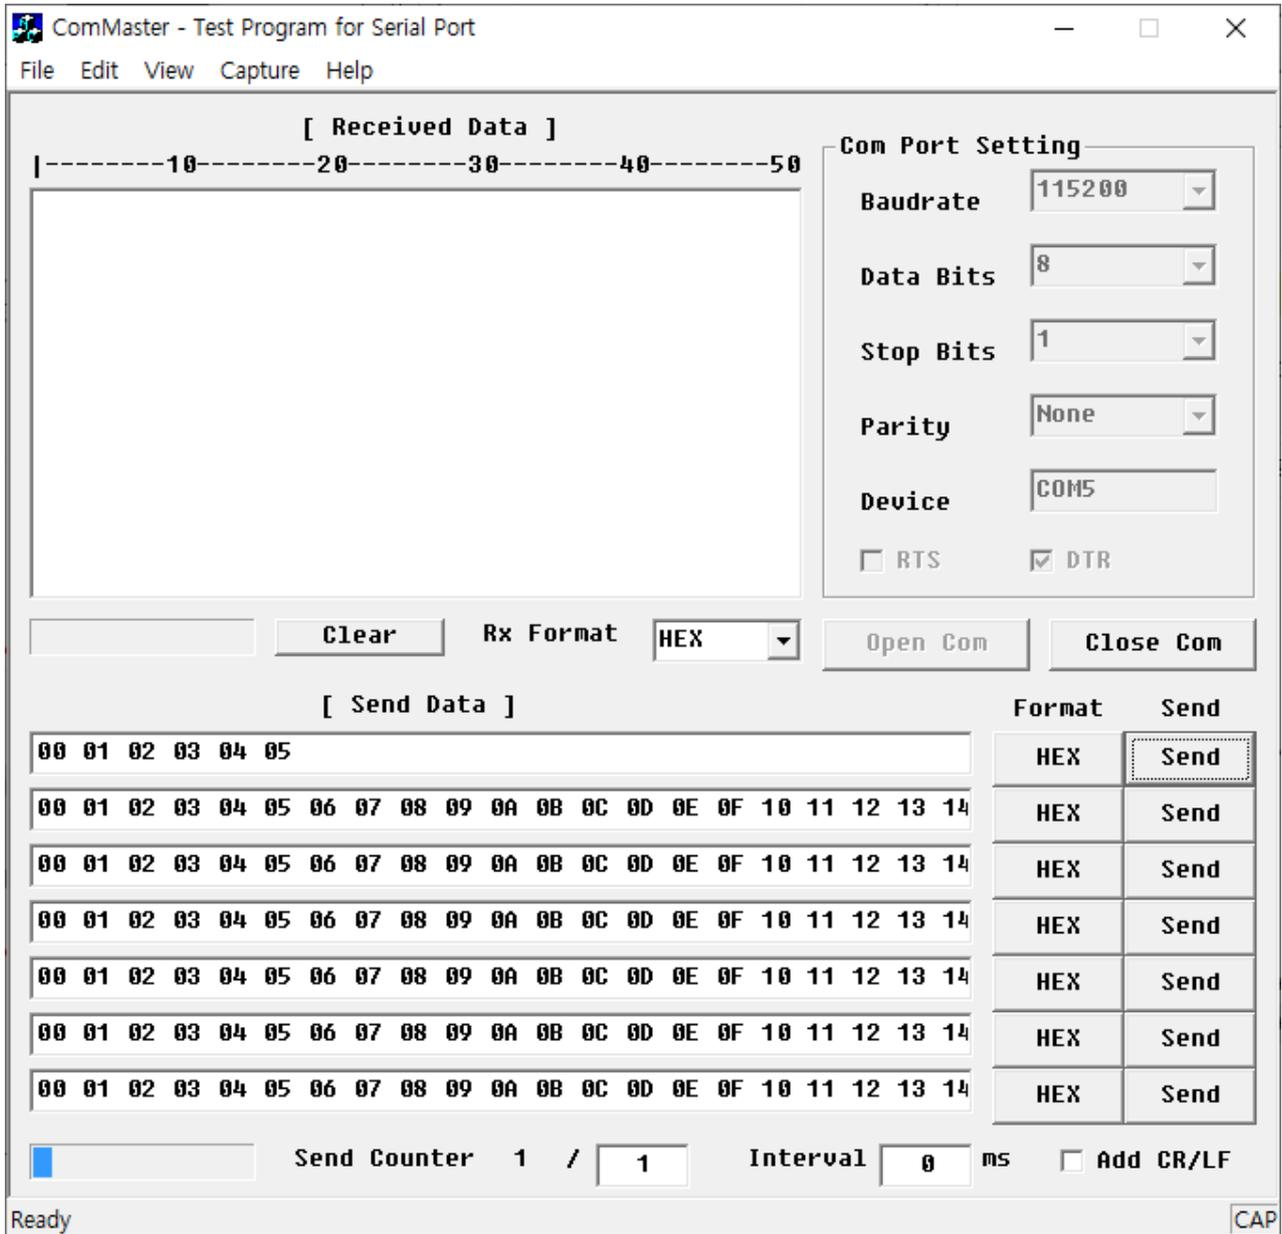 ComMaster - Test Program for Serial Port
File Edit View Capture Help
[ Received Data ]
|--------10--------20--------30--------40--------50
Com Port Setting
Baudrate 115200
Data Bits 8
Stop Bits 1
Parity None
Device COM5
RTS DTR
Clear Rx Format HEX Open Com Close Com
[ Send Data ] Format Send
00 01 02 03 04 05 HEX Send
00 01 02 03 04 05 06 07 08 09 0A 0B 0C 0D 0E 0F 10 11 12 13 14 HEX Send
00 01 02 03 04 05 06 07 08 09 0A 0B 0C 0D 0E 0F 10 11 12 13 14 HEX Send
00 01 02 03 04 05 06 07 08 09 0A 0B 0C 0D 0E 0F 10 11 12 13 14 HEX Send
00 01 02 03 04 05 06 07 08 09 0A 0B 0C 0D 0E 0F 10 11 12 13 14 HEX Send
00 01 02 03 04 05 06 07 08 09 0A 0B 0C 0D 0E 0F 10 11 12 13 14 HEX Send
00 01 02 03 04 05 06 07 08 09 0A 0B 0C 0D 0E 0F 10 11 12 13 14 HEX Send
Send Counter 1 / 1 Interval 0 ms Add CR/LF
Ready CAP